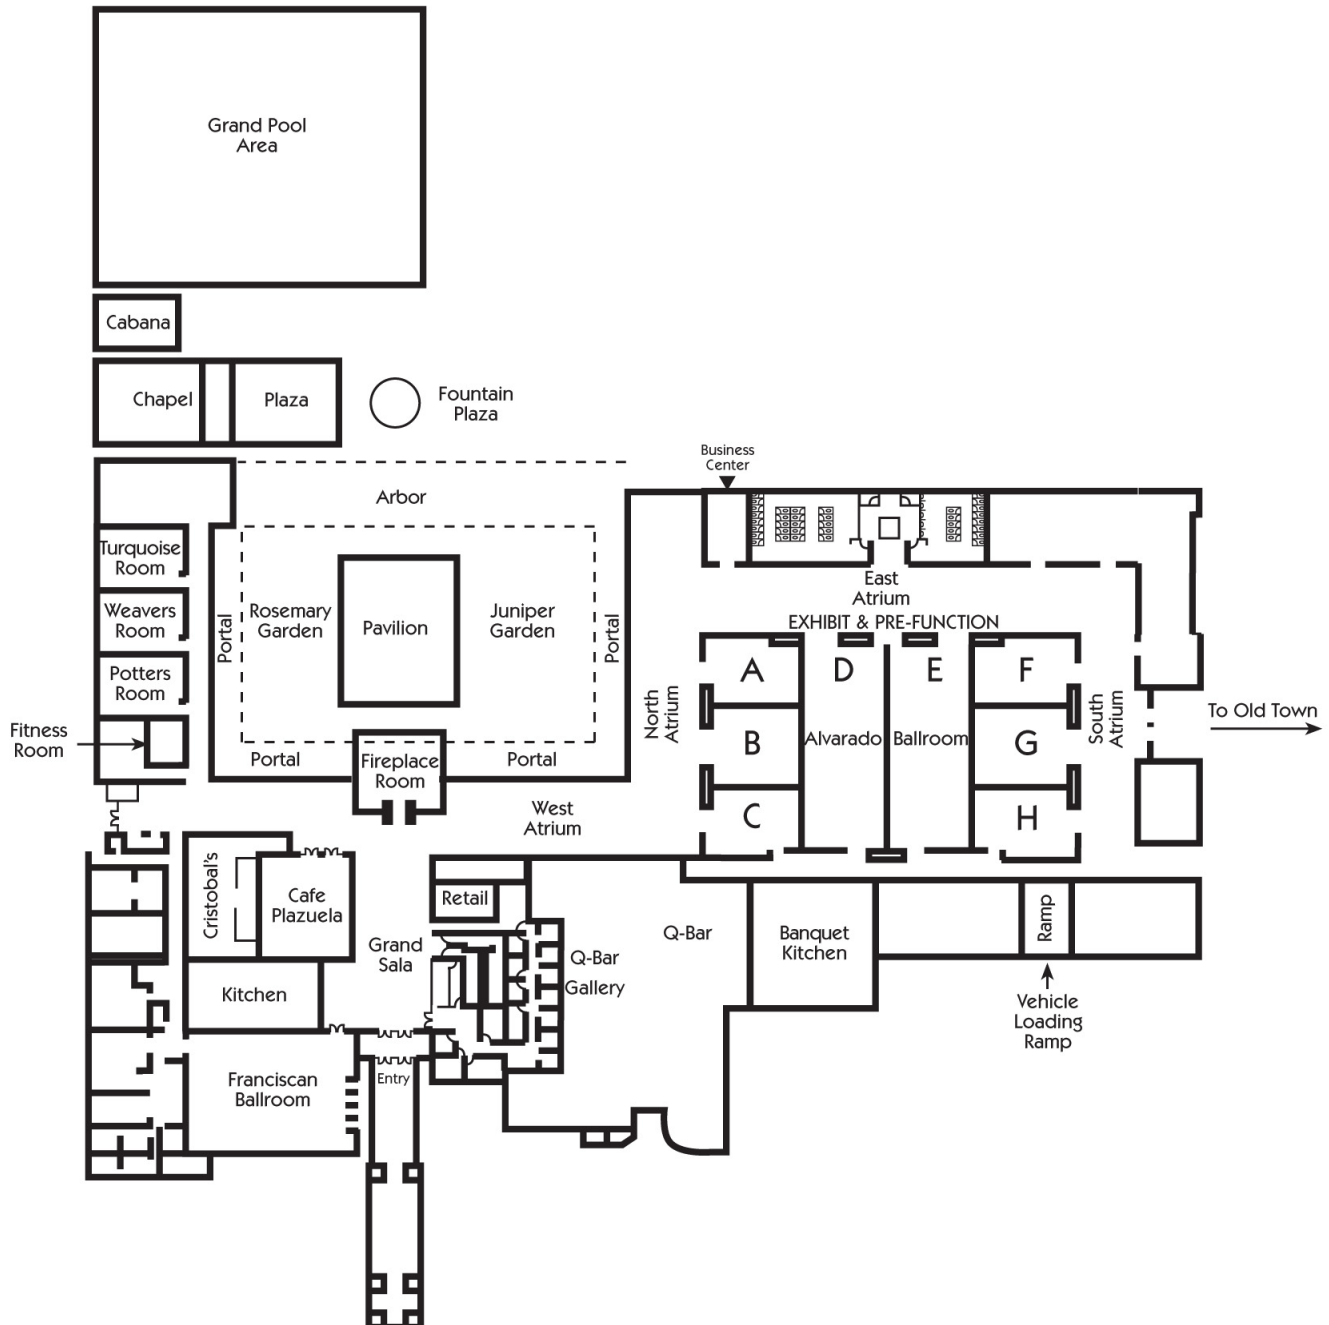 Grand Pool
Area
Cabana
Chapel
Plaza
Fountain
Plaza
Business
Center
Arbor
Turquoise
Room
Weavers
Room
Potters
Room
Fitness
Room
Portal
Rosemary
Garden
Pavilion
Juniper
Garden
Portal
Portal
Fireplace
Room
Portal
East
Atrium
EXHIBIT & PRE-FUNCTION
North
Atrium
A
B
C
D
E
F
G
H
Alvarado
Ballroom
South
Atrium
To Old Town
West
Atrium
Cristobal's
Cafe
Plazuela
Retail
Grand
Sala
Q-Bar
Gallery
Q-Bar
Banquet
Kitchen
Ramp
Vehicle
Loading
Ramp
Kitchen
Franciscan
Ballroom
Entry